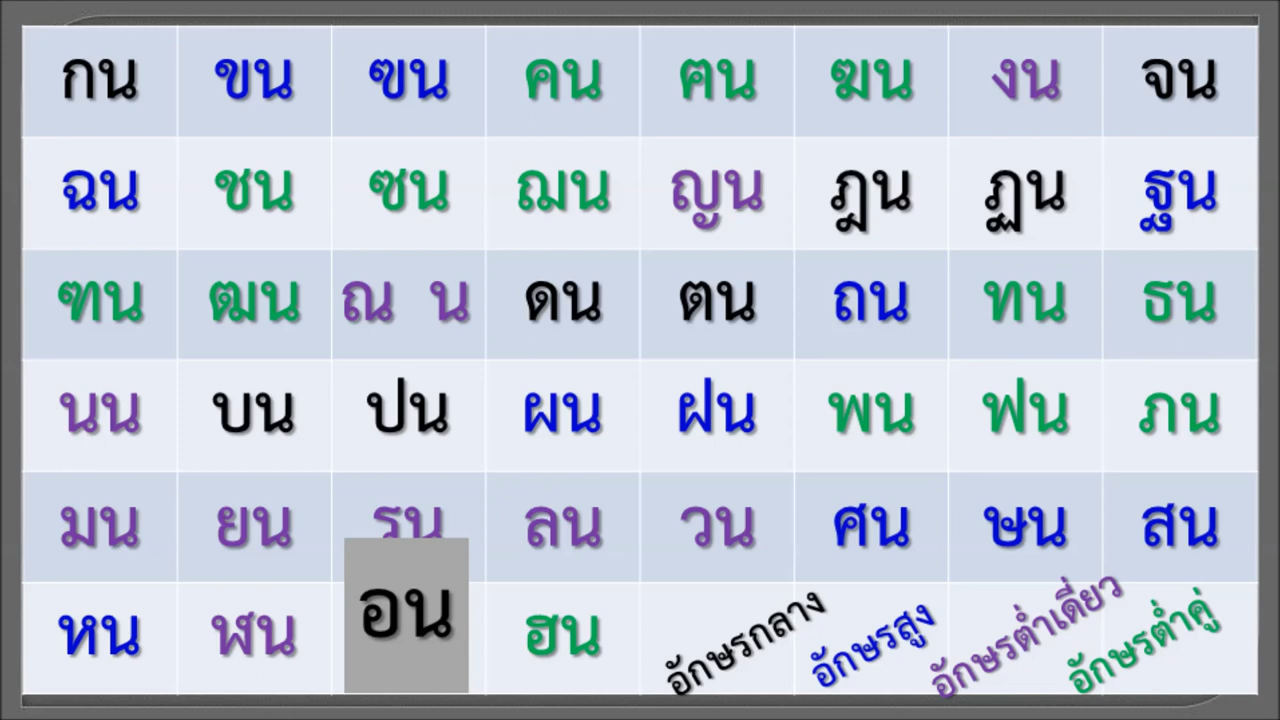 กน ขน ฃน คน ฅน ฆน งน จน
ฉน ชน ซน ฌน ญน ฎน ฏน ฐน
ฑน ฒน ณ น ดน ตน ถน ทน ธน
นน บน ปน ผน ฝน พน ฟน ภน
มน ยน รน ลน วน ศน ษน สน
หน ฬน อน ฮน อักษรกลาง อักษรสูง อักษรต่ำเดี่ยว อักษรต่ำคู่